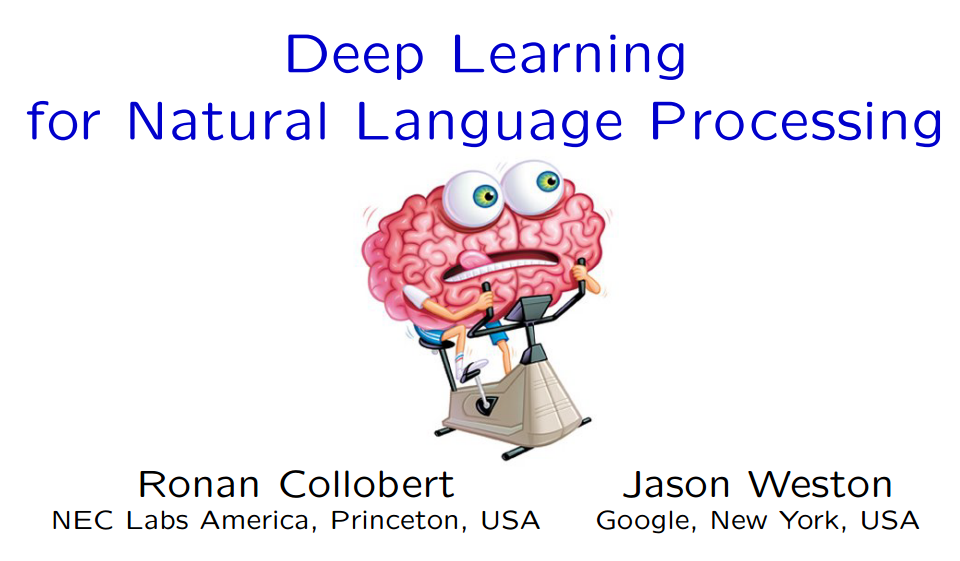 Deep Learning
for Natural Language Processing
Ronan Collobert
NEC Labs America, Princeton, USA
Jason Weston
Google, New York, USA